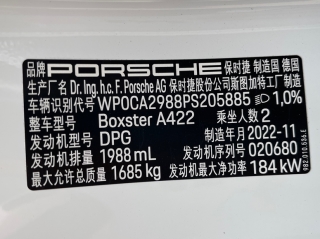 品牌 PORSCHE 保时捷 制造国 德国
生产厂名 Dr. Ing. h.c. F. Porsche AG 保时捷股份公司斯图加特工厂制造
车辆识别代号 WP0CA2988PS205885 1,0%
整车型号 Boxster A422 乘坐人数 2
发动机型号 DPG 制造年月 2022-11
发动机排量 1988 mL 发动机序列号 020680
最大允许总质量 1685 kg 发动机最大净功率 184 kW